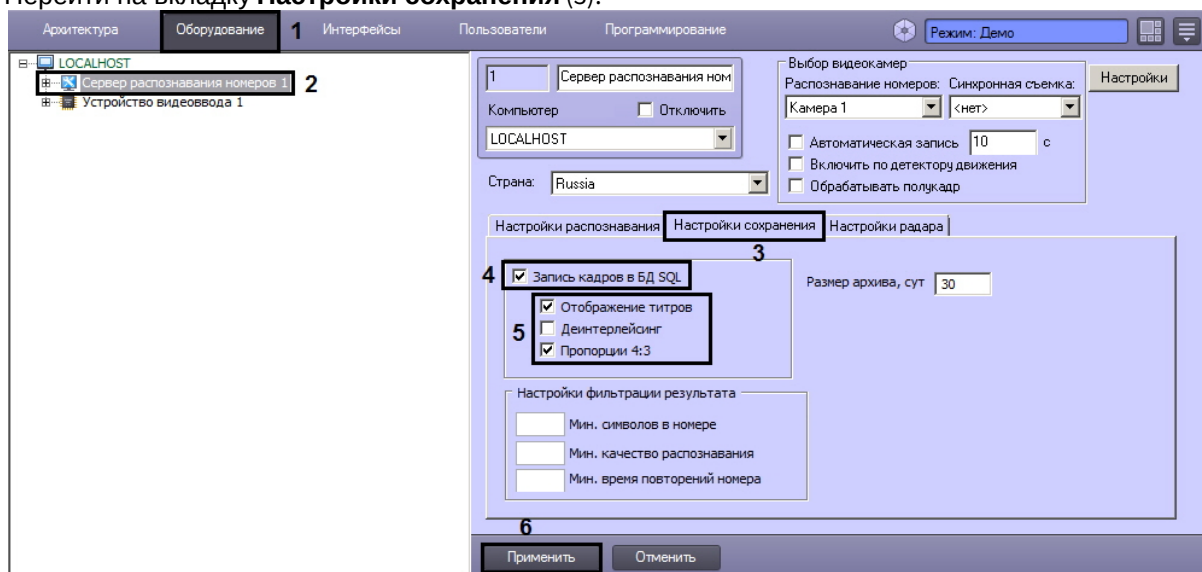 Перейти на вкладку Настройки сохранения (3).
Архитектура Оборудование 1 Интерфейсы Пользователи Программирование Режим: Демо
LOCALHOST
Сервер распознавания номеров 1 2
Устройство видеоввода 1
1 Сервер распознавания ном
Компьютер Отключить
LOCALHOST
Страна: Russia
Выбор видеокамер
Распознавание номеров: Синхронная съемка:
Камера 1 <нет>
Автоматическая запись 10 с
Включить по детектору движения
Обрабатывать полукадр
Настройки
Настройки распознавания Настройки сохранения Настройки радара
3
4 Запись кадров в БД SQL
Размер архива, сут 30
Отображение титров
5 Деинтерлейсинг
Пропорции 4:3
Настройки фильтрации результата
Мин. символов в номере
Мин. качество распознавания
Мин. время повторений номера
6
Применить Отменить